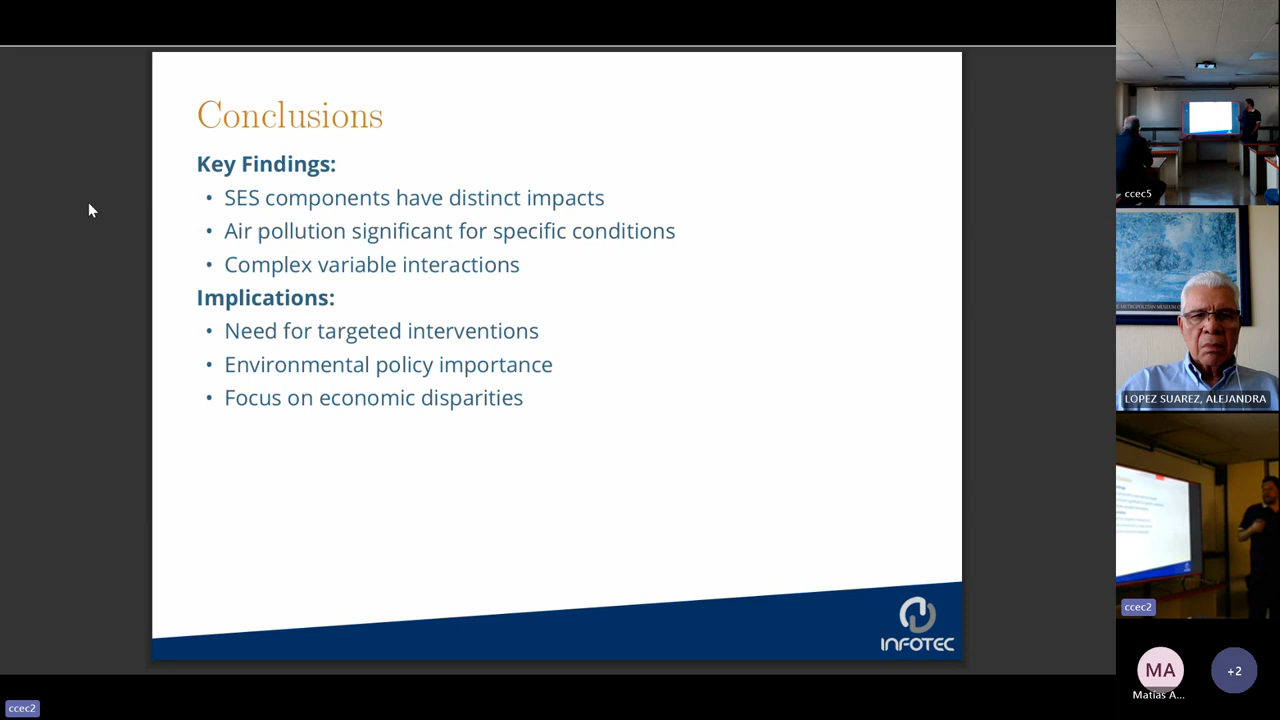 Conclusions
Key Findings:
• SES components have distinct impacts
• Air pollution significant for specific conditions
• Complex variable interactions
Implications:
• Need for targeted interventions
• Environmental policy importance
• Focus on economic disparities
INFOTEC
ccec2
ccec5
LOPEZ SUAREZ, ALEJANDRA
ccec2
MA
Matías A...
+2